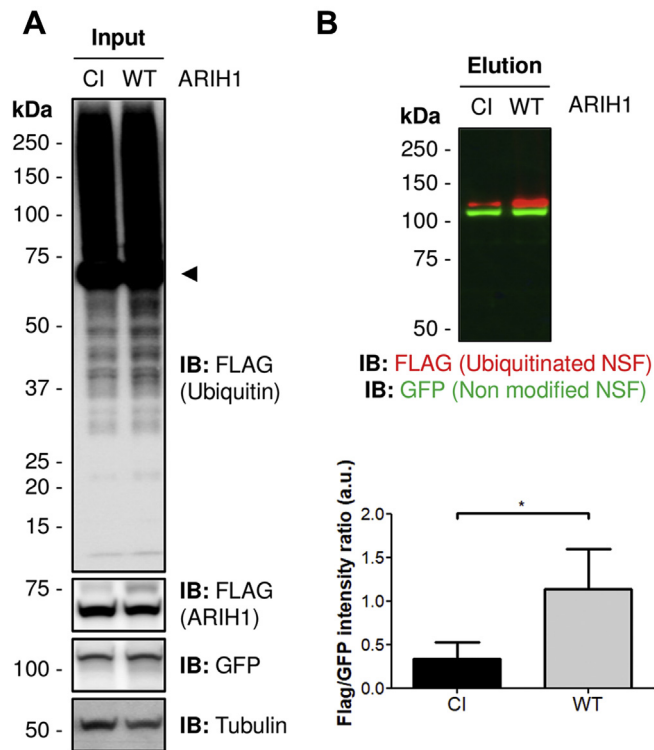 A
Input
CI WT ARIH1
kDa
250 -
150 -
100 -
75 -
50 -
37 -
25 -
20 -
15 -
IB: FLAG
(Ubiquitin)
75 -
IB: FLAG
(ARIH1)
100 -
IB: GFP
50 -
IB: Tubulin
B
Elution
CI WT ARIH1
kDa
250 -
150 -
100 -
75 -
50 -
IB: FLAG (Ubiquitinated NSF)
IB: GFP (Non modified NSF)
Flag/GFP intensity ratio (a.u.)
2.0
1.5
1.0
0.5
0.0
*
CI WT